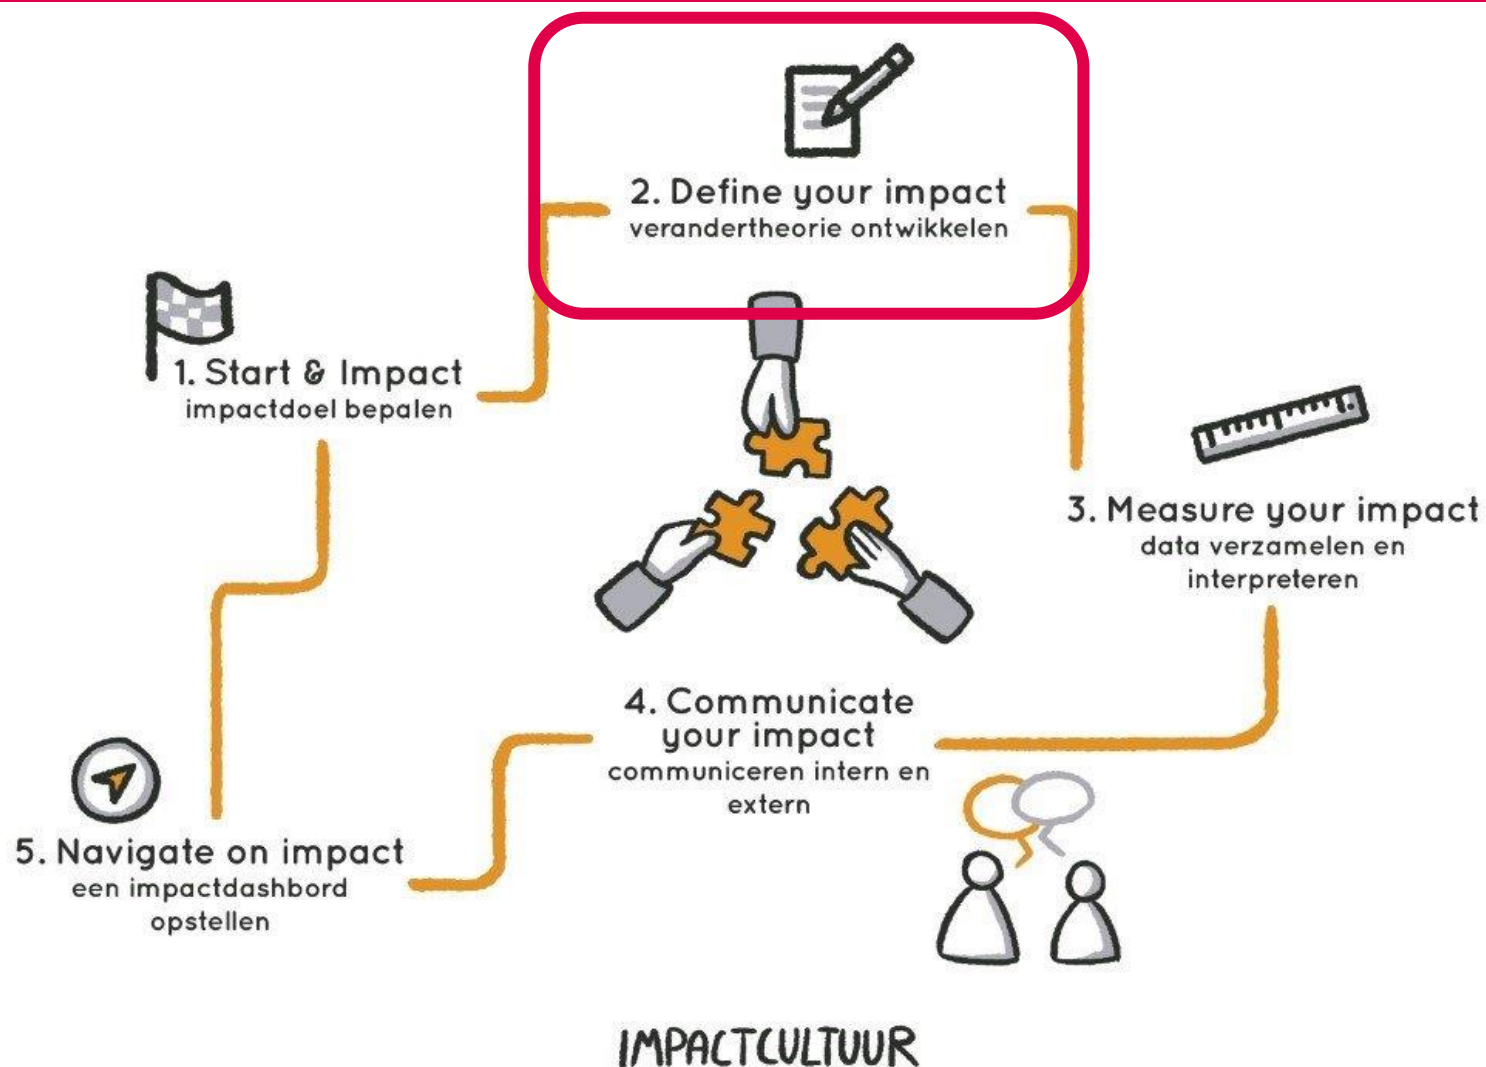 2. Define your impact
verandertheorie ontwikkelen
1. Start & Impact
impactdoel bepalen
3. Measure your impact
data verzamelen en
interpreteren
4. Communicate
your impact
communiceren intern en
extern
5. Navigate on impact
een impactdashbord
opstellen
IMPACTCULTUUR